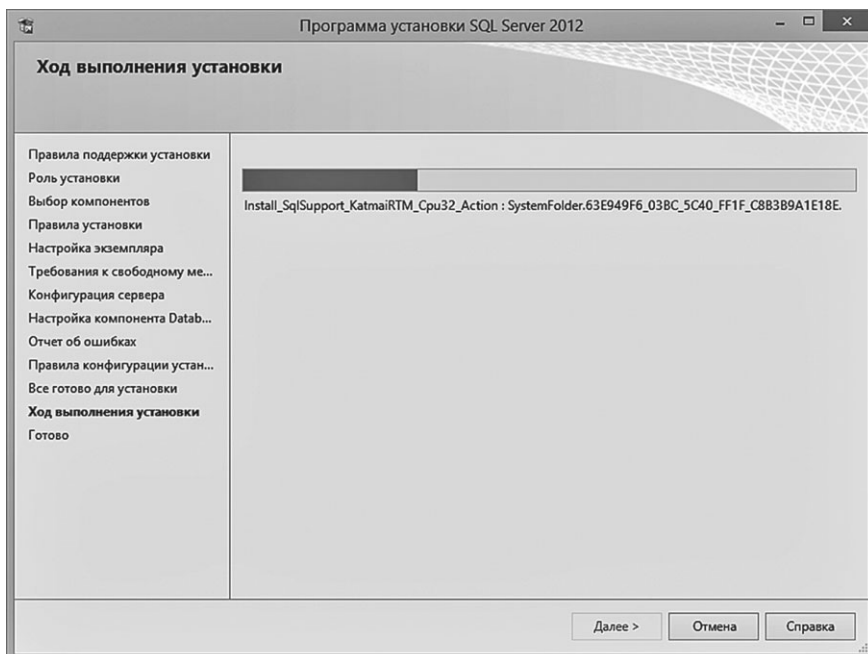 Программа установки SQL Server 2012
Ход выполнения установки
Правила поддержки установки
Роль установки
Выбор компонентов
Правила установки
Настройка экземпляра
Требования к свободному ме...
Конфигурация сервера
Настройка компонента Datab...
Отчет об ошибках
Правила конфигурации устан...
Все готово для установки
Ход выполнения установки
Готово
Install_SqlSupport_KatmaiRTM_Cpu32_Action : SystemFolder.63E949F6_03BC_5C40_FF1F_C8B3B9A1E18E.
Далее >
Отмена
Справка